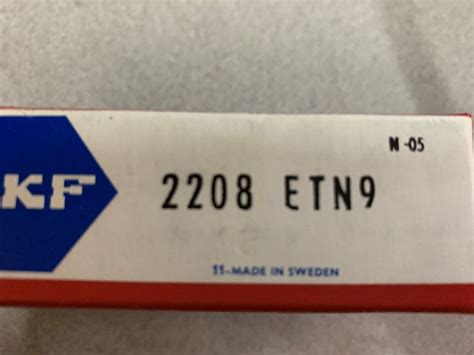 N-05
KF
2208 ETN9
11-MADE IN SWEDEN